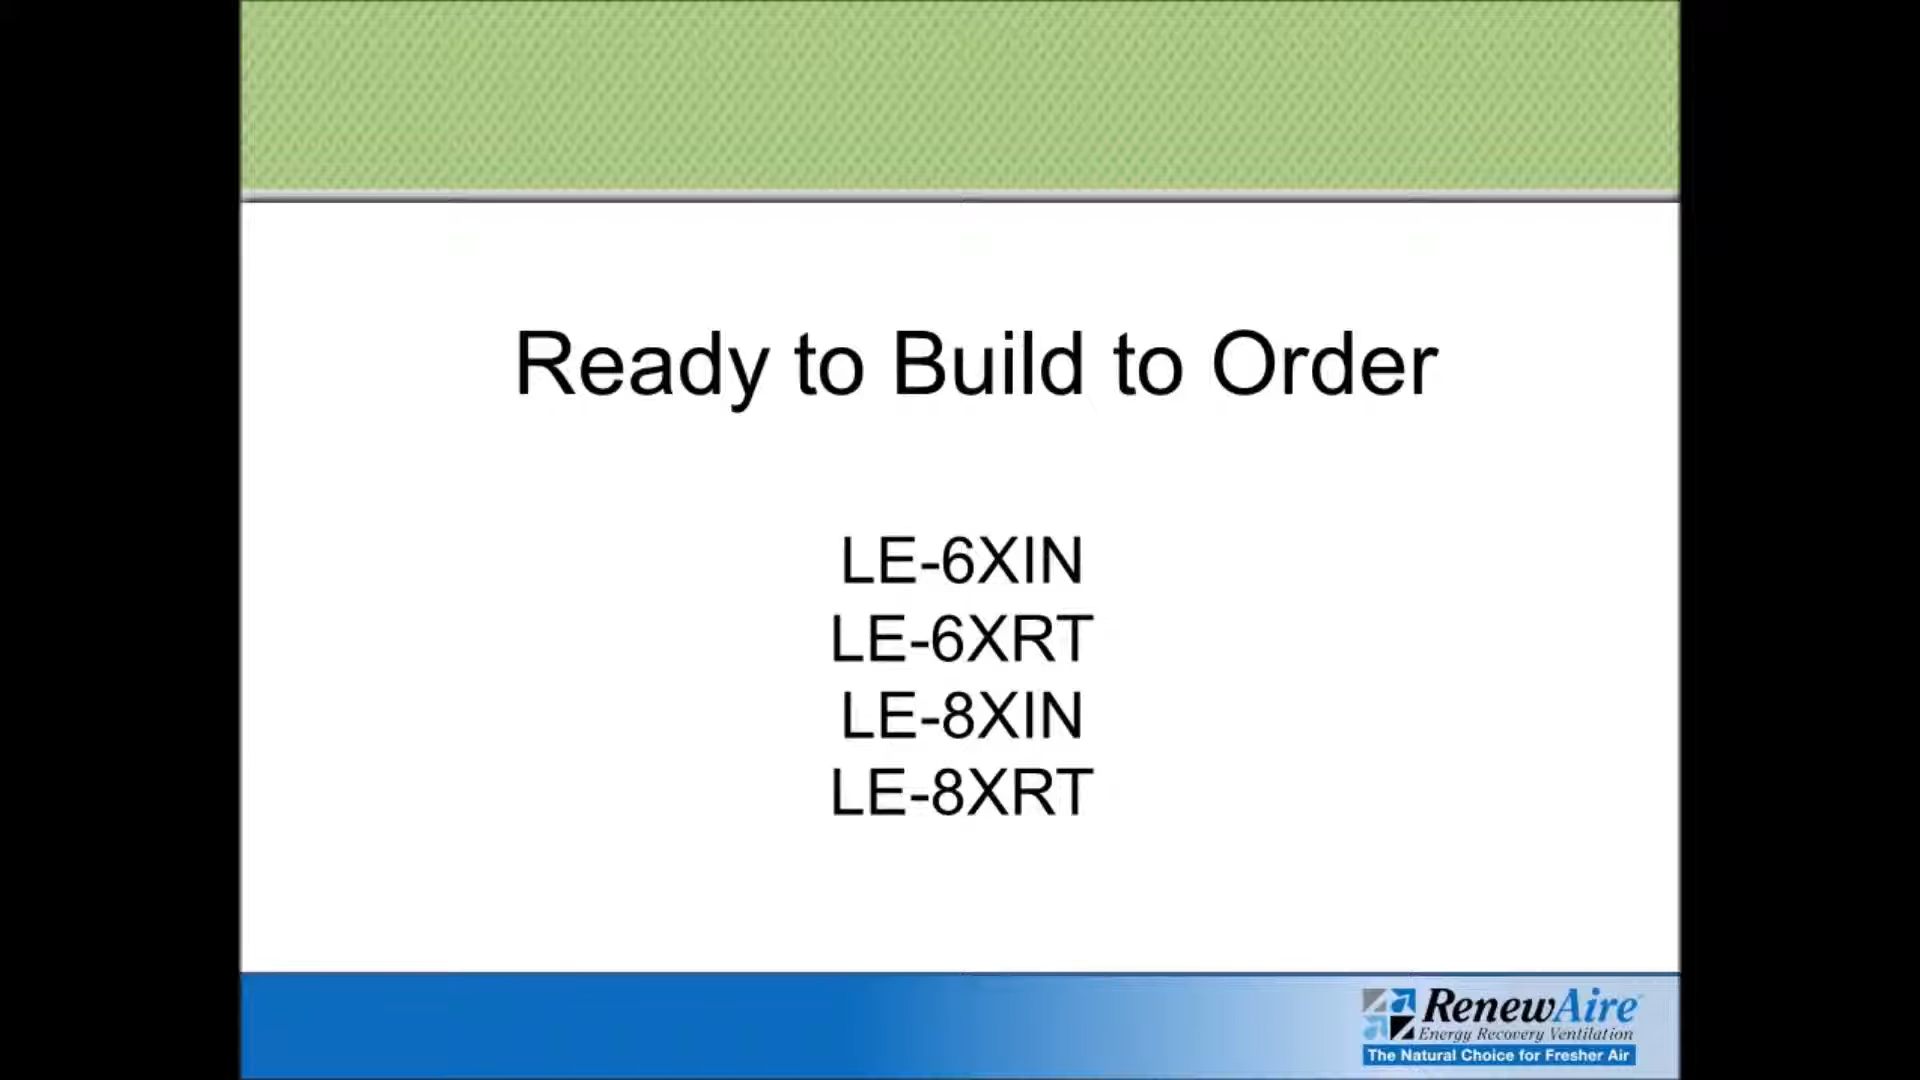 Ready to Build to Order
LE-6XIN
LE-6XRT
LE-8XIN
LE-8XRT
RenewAire
Energy Recovery Ventilation
The Natural Choice for Fresher Air